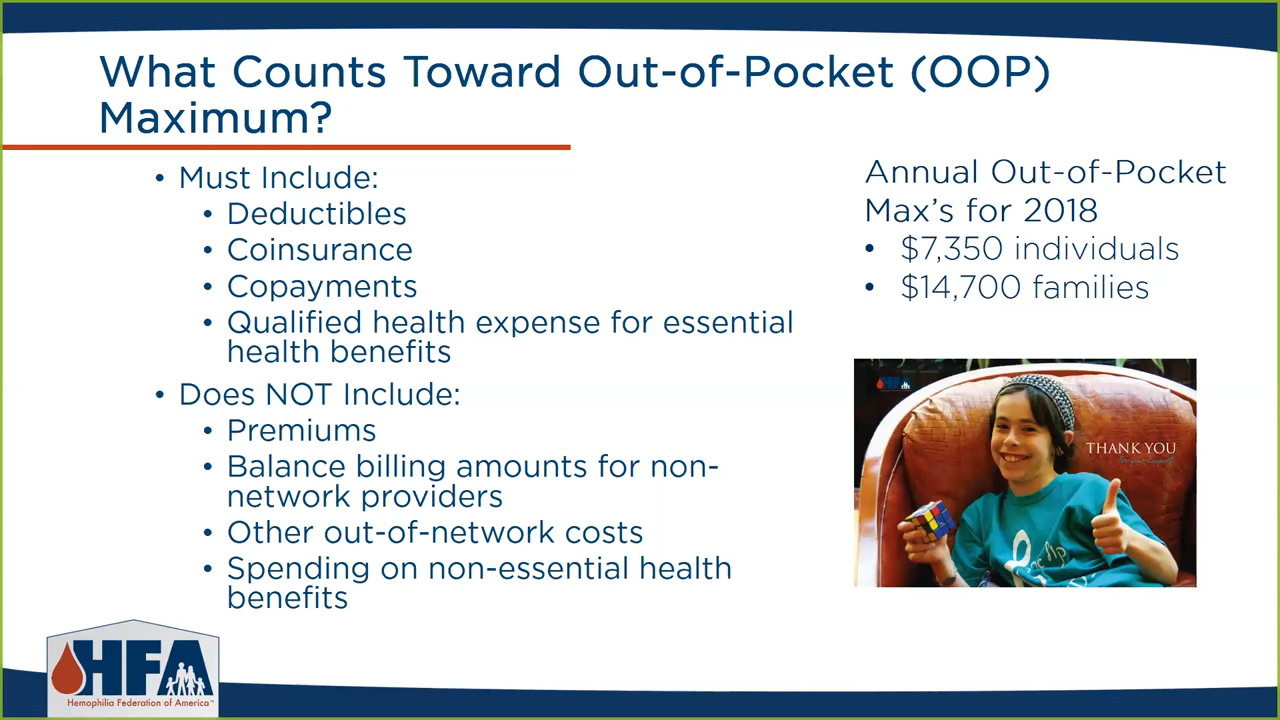 What Counts Toward Out-of-Pocket (OOP)
Maximum?
• Must Include:
• Deductibles
• Coinsurance
• Copayments
• Qualified health expense for essential
health benefits
• Does NOT Include:
• Premiums
• Balance billing amounts for non-
network providers
• Other out-of-network costs
• Spending on non-essential health
benefits
Annual Out-of-Pocket
Max's for 2018
• $7,350 individuals
• $14,700 families
HFA
THANK YOU
HFA
Hemophilia Federation of America™